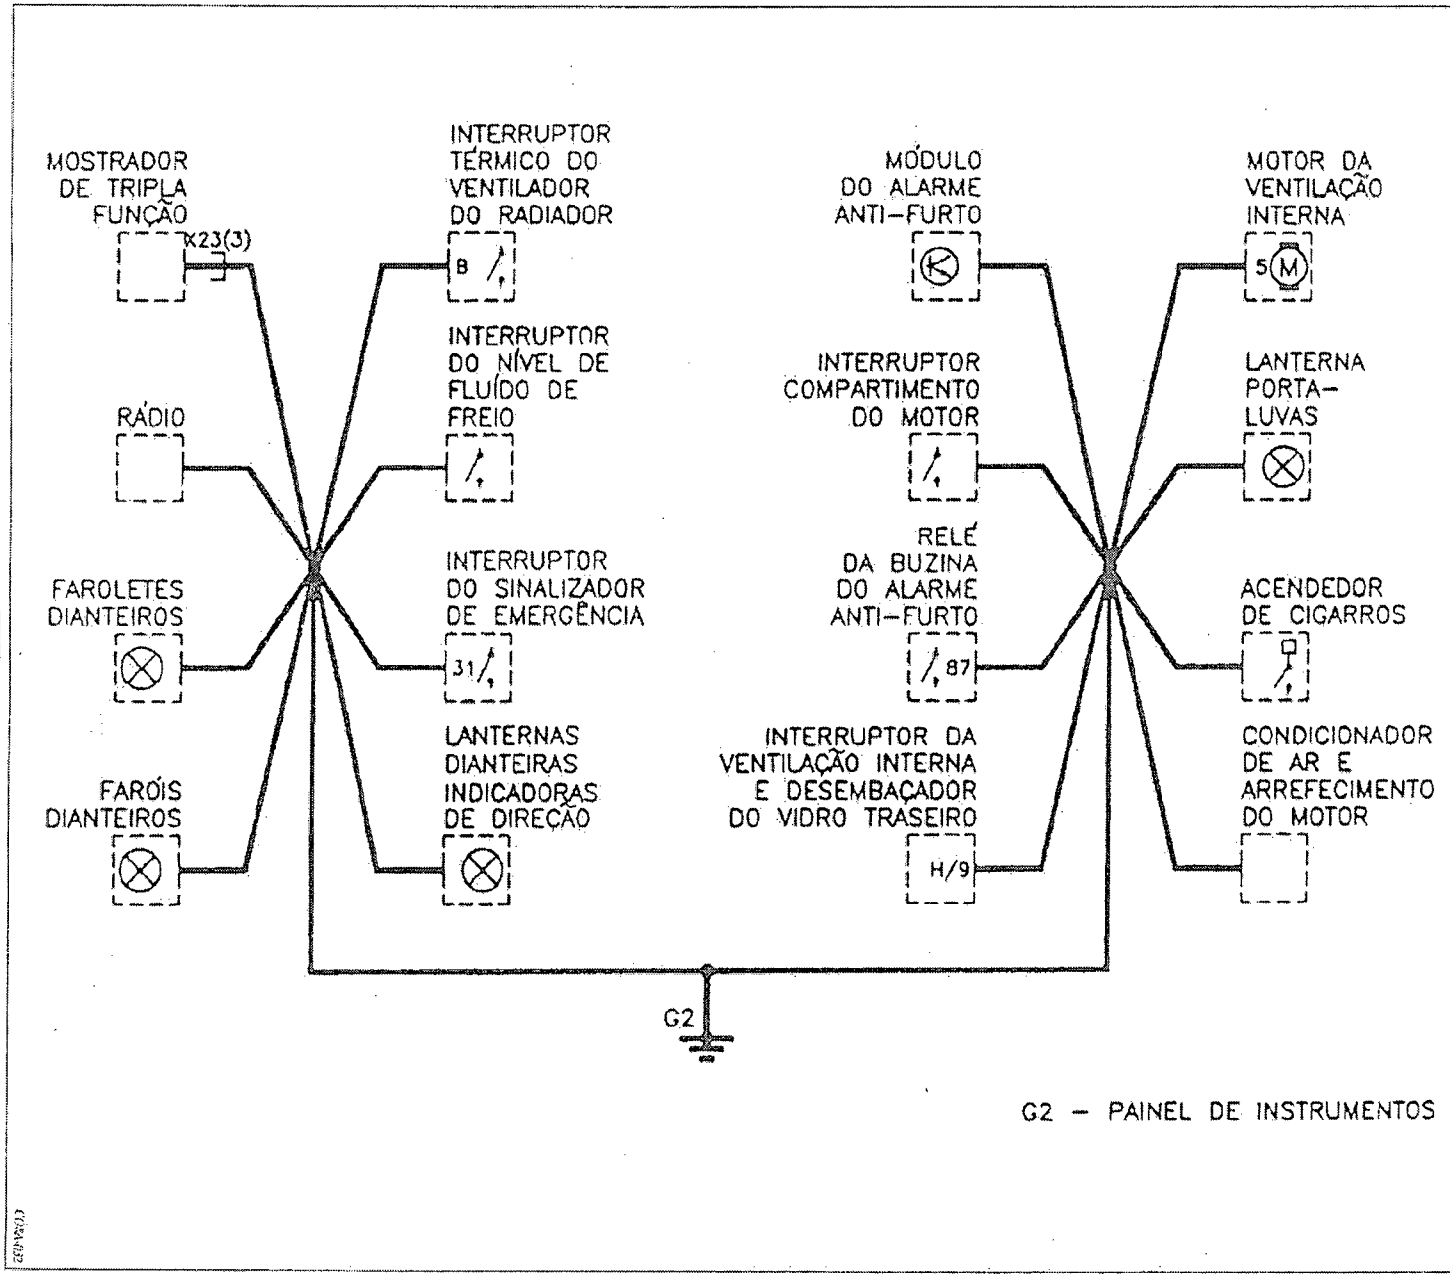 MOSTRADOR
DE TRIPLA
FUNÇÃO
X23(3)
INTERRUPTOR
TÉRMICO DO
VENTILADOR
DO RADIADOR
B
MÓDULO
DO ALARME
ANTI-FURTO
MOTOR DA
VENTILAÇÃO
INTERNA
5 M
RÁDIO
INTERRUPTOR
DO NÍVEL DE
FLUÍDO DE
FREIO
INTERRUPTOR
COMPARTIMENTO
DO MOTOR
LANTERNA
PORTA-
LUVAS
FAROLETES
DIANTEIROS
INTERRUPTOR
DO SINALIZADOR
DE EMERGÊNCIA
31
RELÉ
DA BUZINA
DO ALARME
ANTI-FURTO
87
ACENDEDOR
DE CIGARROS
FARÓIS
DIANTEIROS
LANTERNAS
DIANTEIRAS
INDICADORAS
DE DIREÇÃO
INTERRUPTOR DA
VENTILAÇÃO INTERNA
E DESEMBAÇADOR
DO VIDRO TRASEIRO
H/9
CONDICIONADOR
DE AR E
ARREFECIMENTO
DO MOTOR
G2
G2 - PAINEL DE INSTRUMENTOS